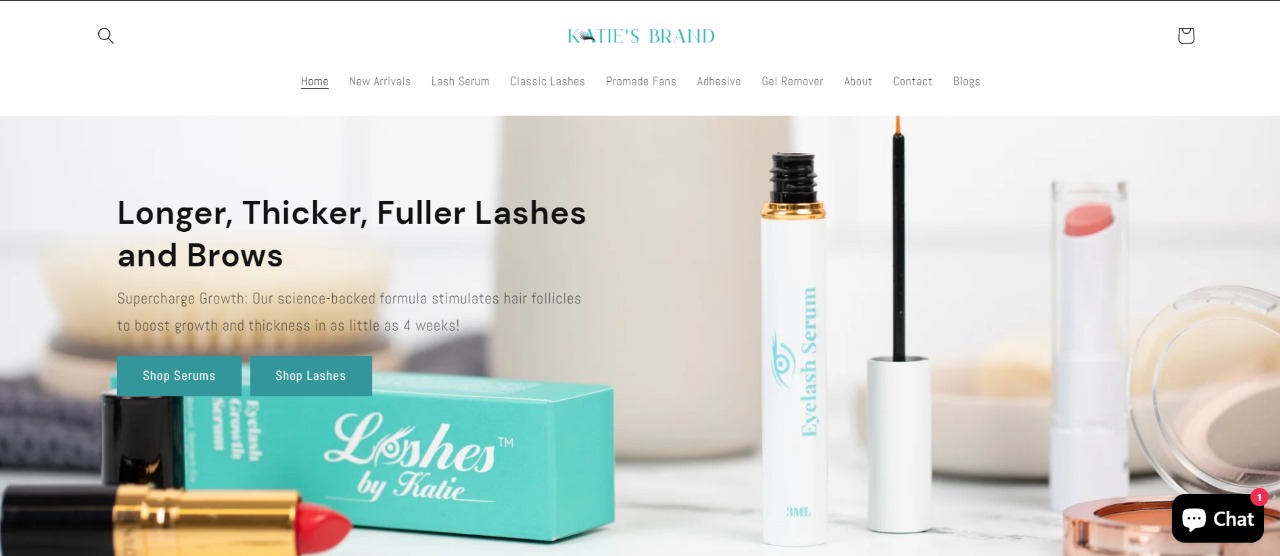 KATIE'S BRAND
Home New Arrivals Lash Serum Classic Lashes Promade Fans Adhesive Gel Remover About Contact Blogs
Longer, Thicker, Fuller Lashes
and Brows
Supercharge Growth: Our science-backed formula stimulates hair follicles
to boost growth and thickness in as little as 4 weeks!
Shop Serums Shop Lashes
Eyelash
Growth
Serum
Lashes™
by Katie
Eyelash Serum
3ML
1
Chat